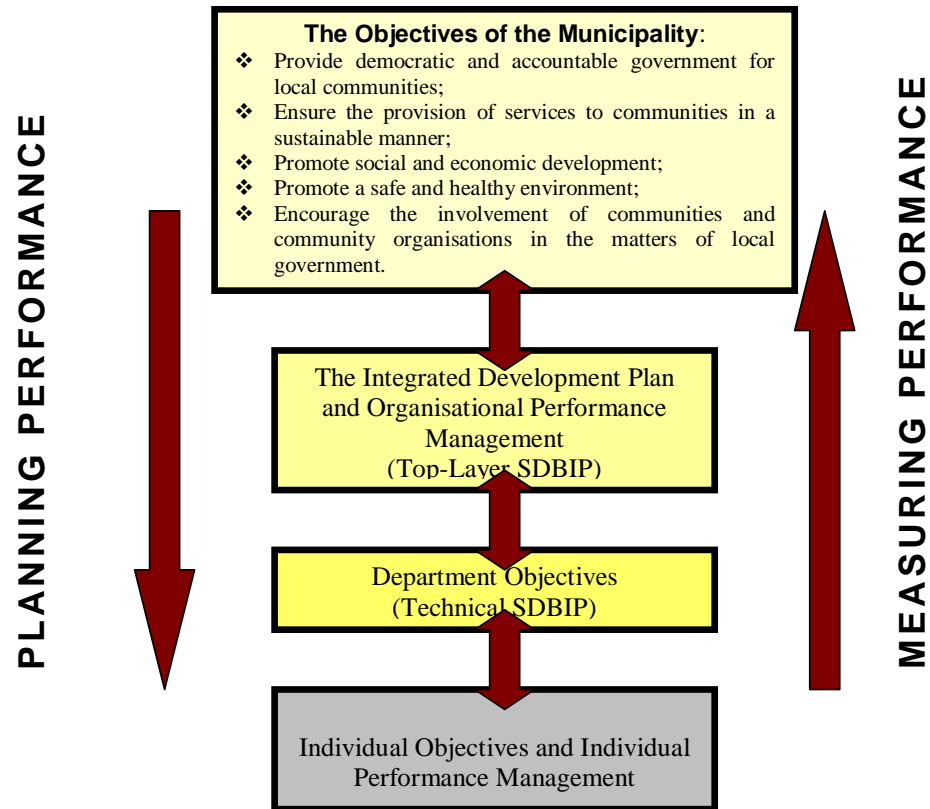 PLANNING PERFORMANCE
The Objectives of the Municipality:
❖ Provide democratic and accountable government for
local communities;
❖ Ensure the provision of services to communities in a
sustainable manner;
❖ Promote social and economic development;
❖ Promote a safe and healthy environment;
❖ Encourage the involvement of communities and
community organisations in the matters of local
government.
The Integrated Development Plan
and Organisational Performance
Management
(Top-Layer SDBIP)
Department Objectives
(Technical SDBIP)
Individual Objectives and Individual
Performance Management
MEASURING PERFORMANCE